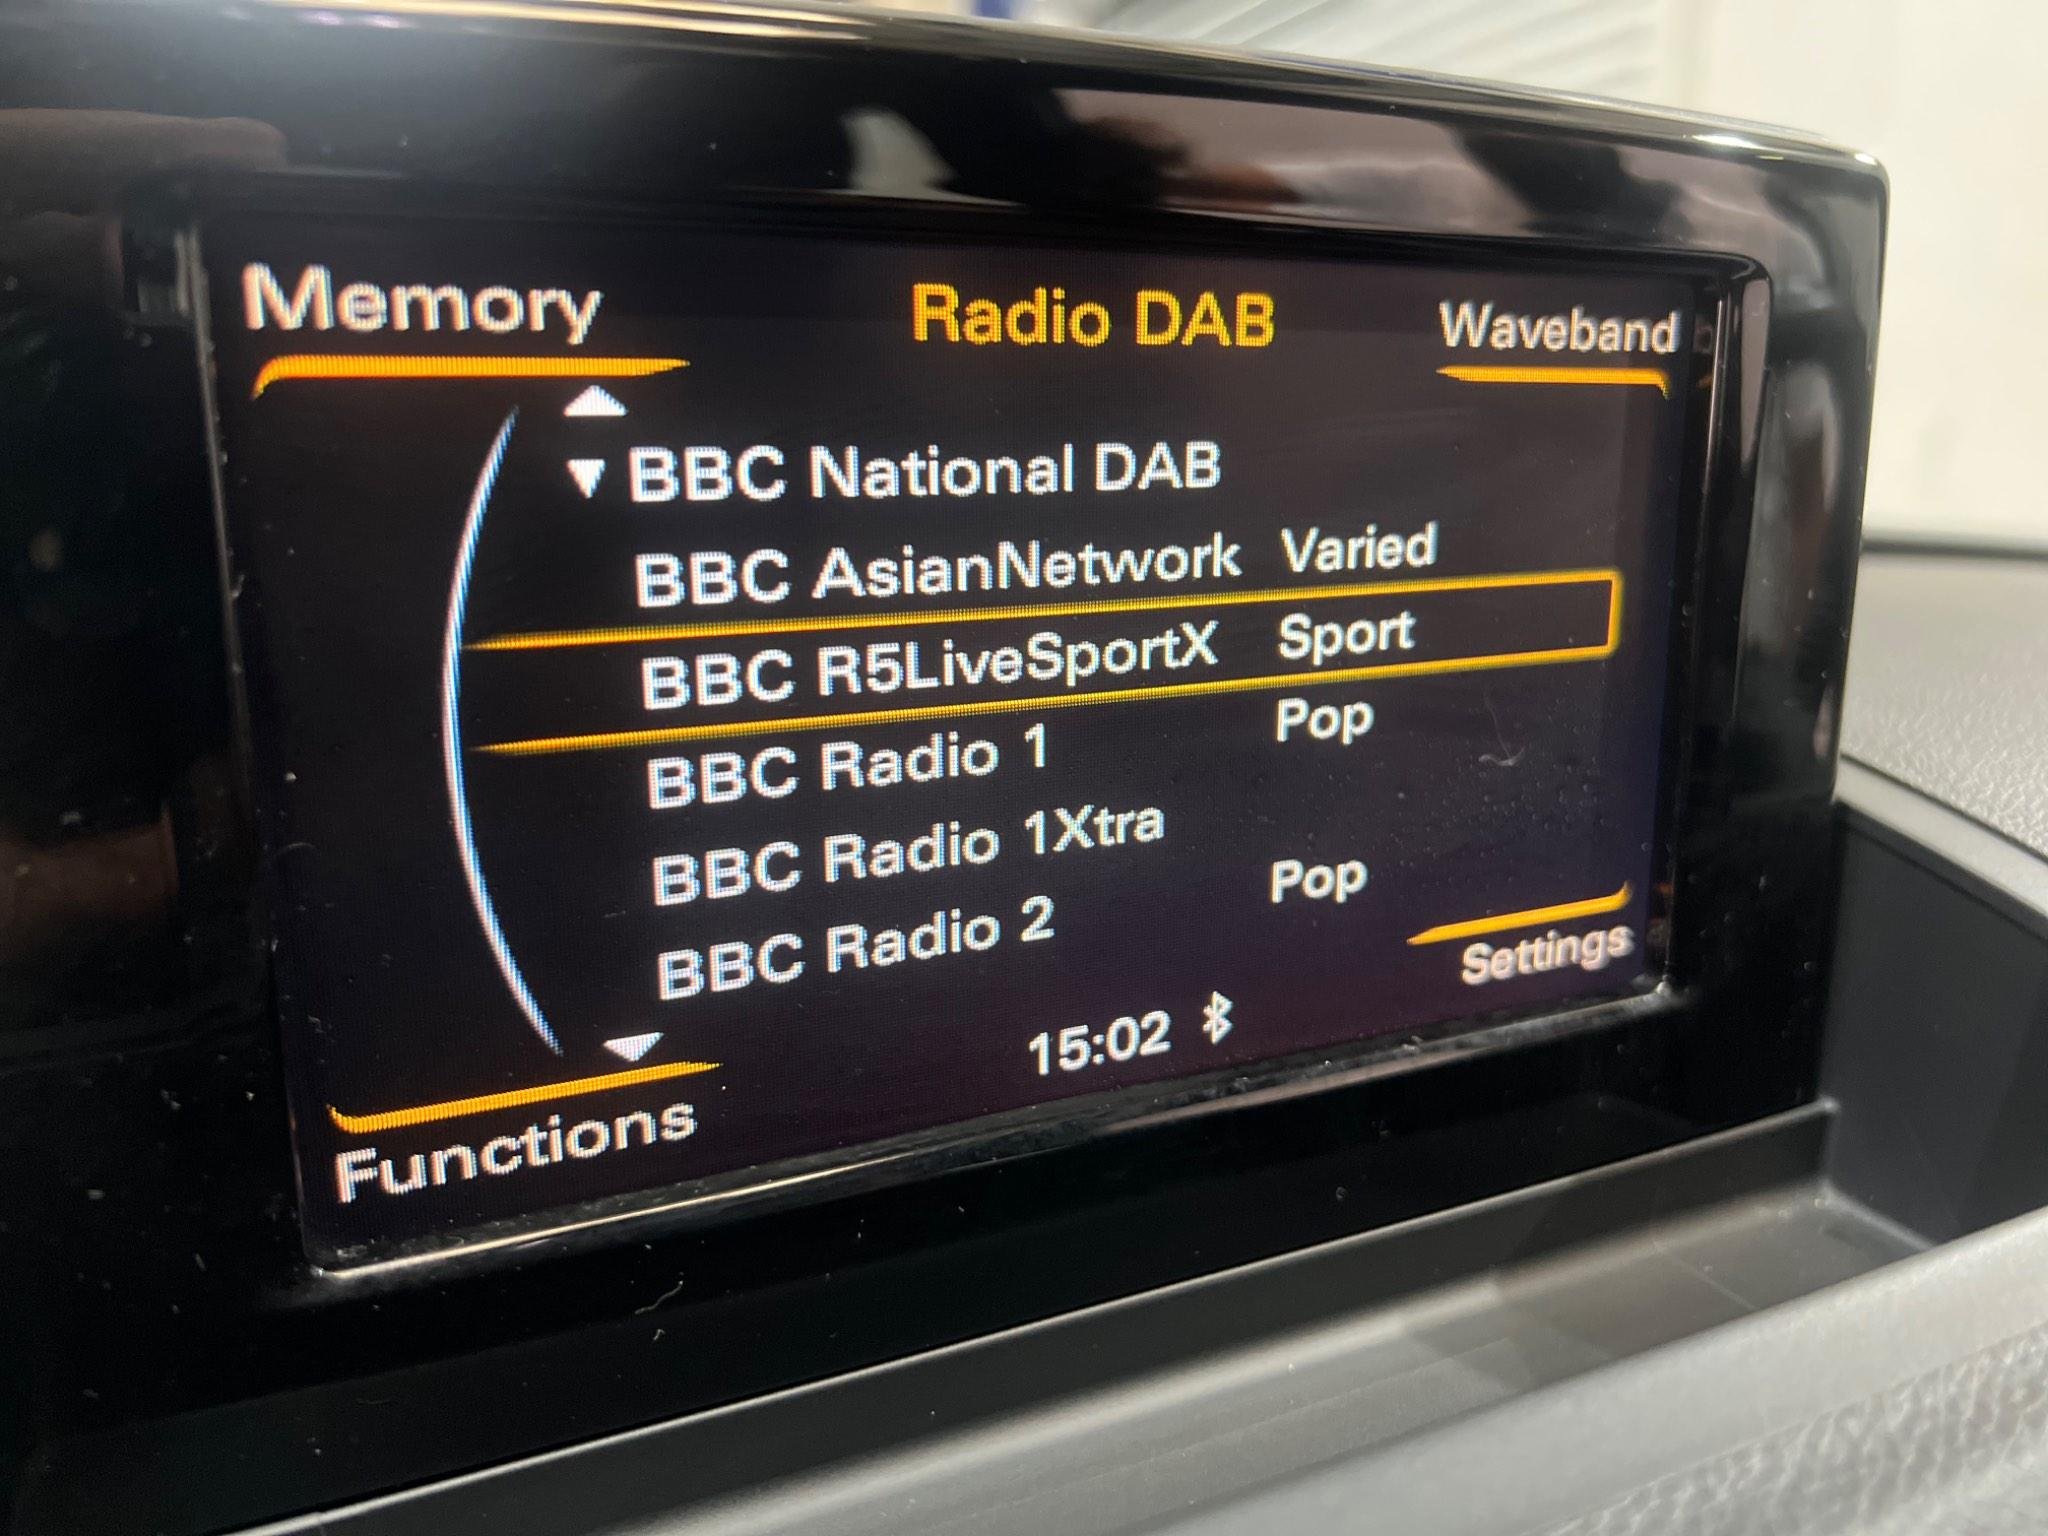 Memory
Radio DAB
Waveband
BBC National DAB
BBC AsianNetwork Varied
BBC R5LiveSportX Sport
BBC Radio 1 Pop
BBC Radio 1Xtra
BBC Radio 2 Pop
Settings
15:02
Functions